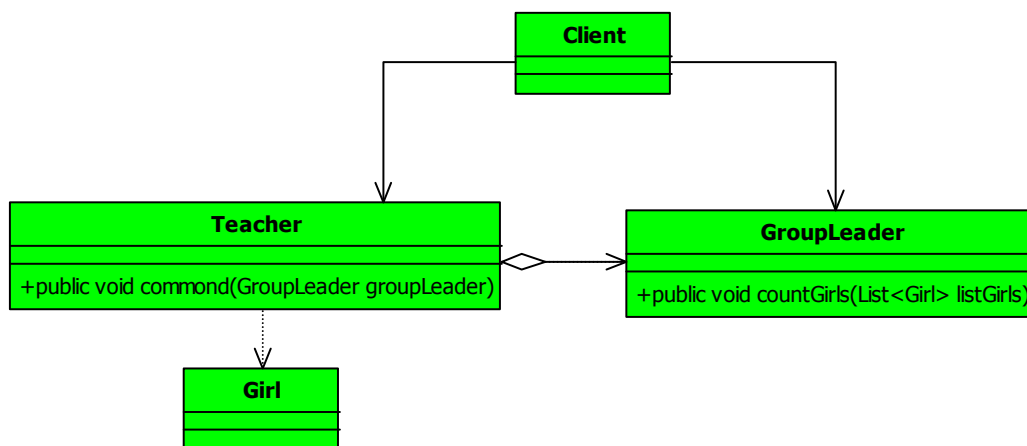 Client
Teacher
+public void commond(GroupLeader groupLeader)
GroupLeader
+public void countGirls(List<Girl> listGirls)
Girl